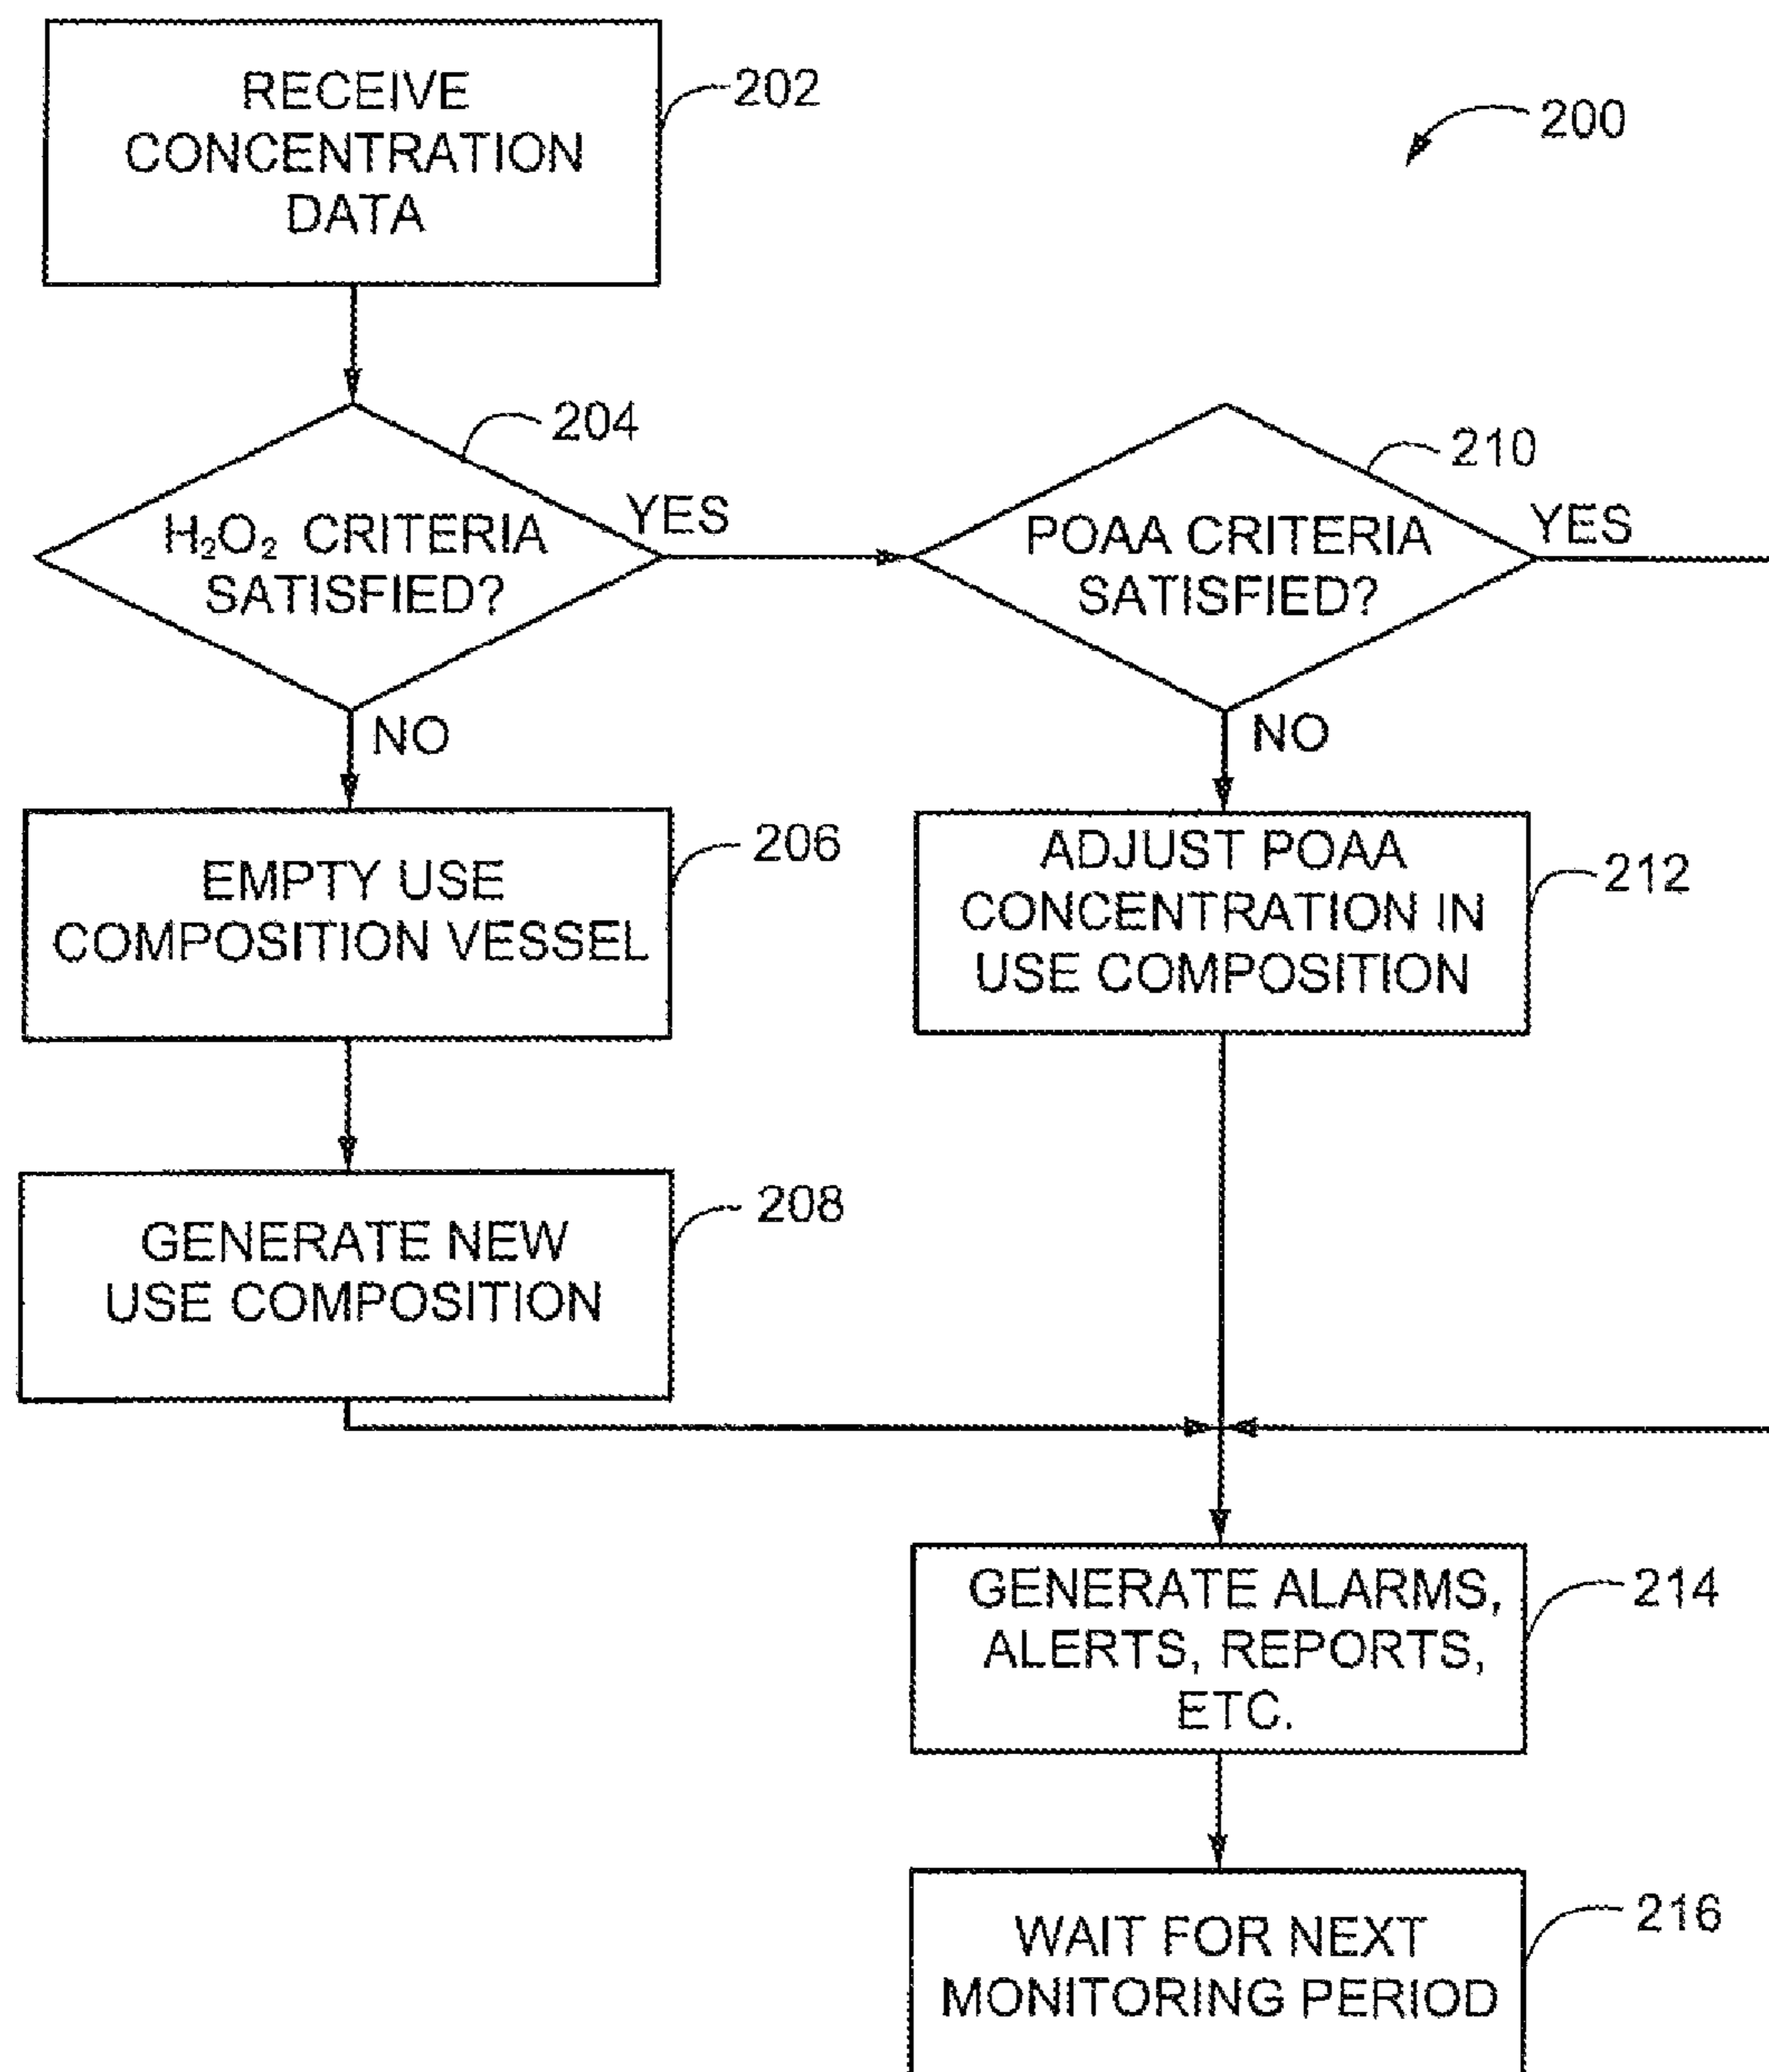 RECEIVE
CONCENTRATION
DATA
202
200
H₂O₂ CRITERIA
SATISFIED?
204
YES
NO
POAA CRITERIA
SATISFIED?
210
YES
NO
EMPTY USE
COMPOSITION VESSEL
206
ADJUST POAA
CONCENTRATION IN
USE COMPOSITION
212
GENERATE NEW
USE COMPOSITION
208
GENERATE ALARMS,
ALERTS, REPORTS,
ETC.
214
WAIT FOR NEXT
MONITORING PERIOD
216